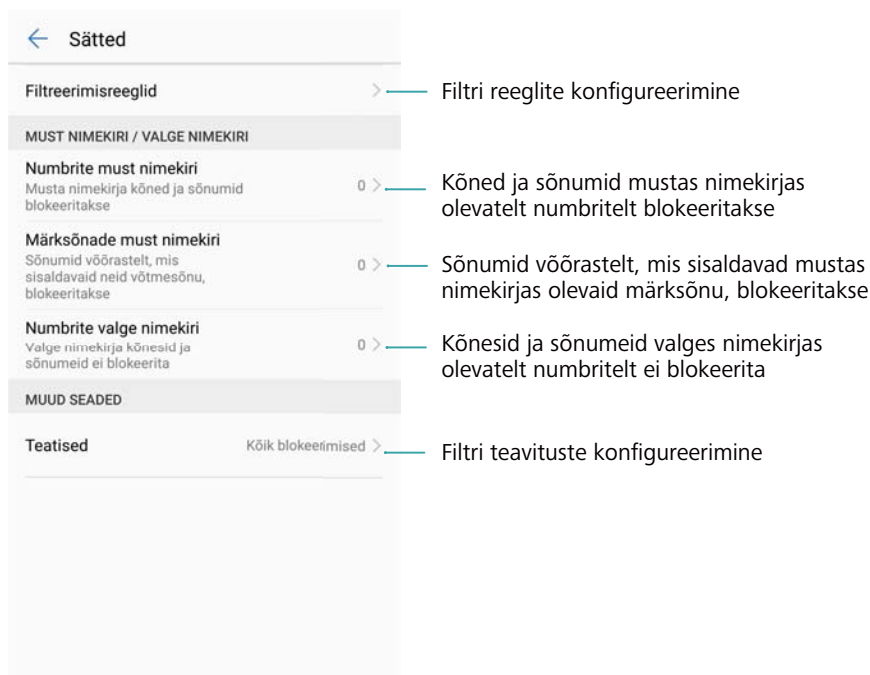 Sätted
Filtreerimisreeglid
Filtri reeglite konfigureerimine
MUST NIMEKIRI / VALGE NIMEKIRI
Numbrite must nimekiri
Musta nimekirja kõned ja sõnumid
blokeeritakse
0
Kõned ja sõnumid mustas nimekirjas
olevatelt numbritelt blokeeritakse
Märksõnade must nimekiri
Sõnumid võõrastelt, mis
sisaldavaid neid võtmesõnu,
blokeeritakse
0
Sõnumid võõrastelt, mis sisaldavad mustas
nimekirjas olevaid märksõnu, blokeeritakse
Numbrite valge nimekiri
Valge nimekirja kõnesid ja
sõnumeid ei blokeerita
0
Kõnesid ja sõnumeid valges nimekirjas
olevatelt numbritelt ei blokeerita
MUUD SEADED
Teatised
Kõik blokeerimised
Filtri teavituste konfigureerimine